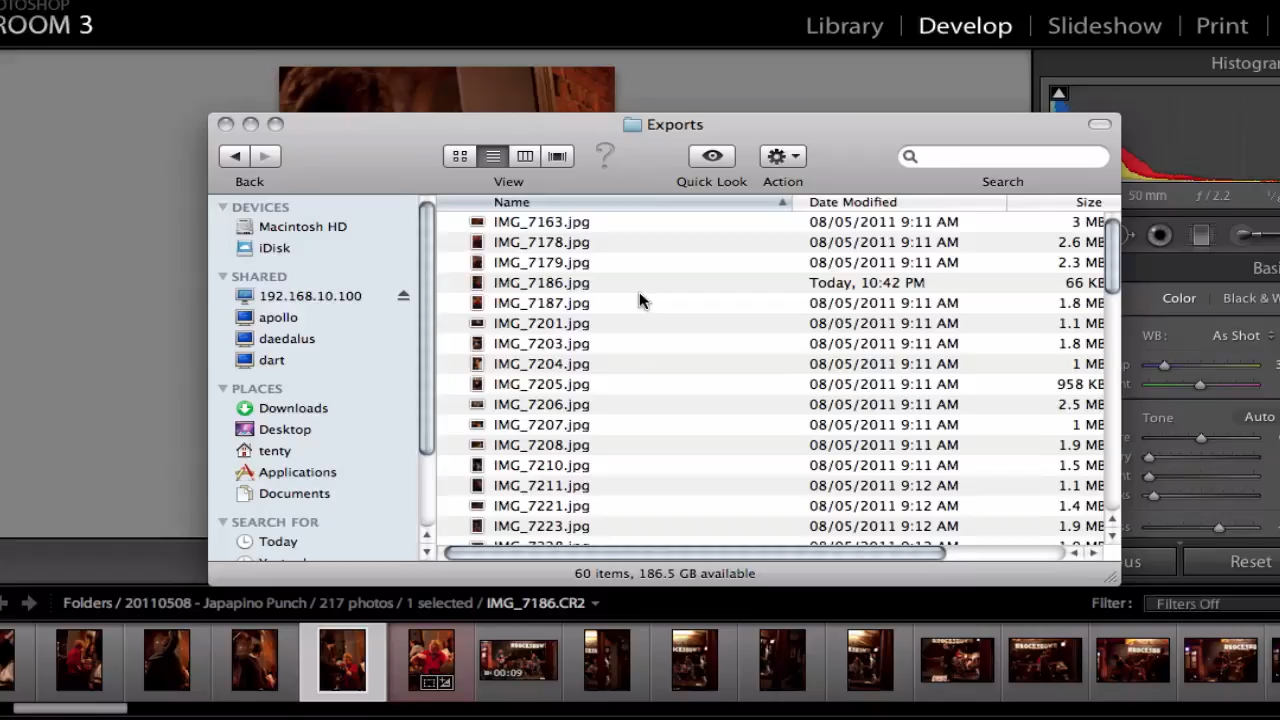 OTOSHOP
ROOM 3
Library | Develop | Slideshow | Print |
Exports
Back
View
Quick Look
Action
Search
Name Date Modified Size
DEVICES
Macintosh HD
iDisk
SHARED
192.168.10.100
apollo
daedalus
dart
PLACES
Downloads
Desktop
tenty
Applications
Documents
SEARCH FOR
Today
IMG_7163.jpg 08/05/2011 9:11 AM 3 MB
IMG_7178.jpg 08/05/2011 9:11 AM 2.6 MB
IMG_7179.jpg 08/05/2011 9:11 AM 2.3 MB
IMG_7186.jpg Today, 10:42 PM 66 KB
IMG_7187.jpg 08/05/2011 9:11 AM 1.8 MB
IMG_7201.jpg 08/05/2011 9:11 AM 1.1 MB
IMG_7203.jpg 08/05/2011 9:11 AM 1.8 MB
IMG_7204.jpg 08/05/2011 9:11 AM 1 MB
IMG_7205.jpg 08/05/2011 9:11 AM 958 KB
IMG_7206.jpg 08/05/2011 9:11 AM 2.5 MB
IMG_7207.jpg 08/05/2011 9:11 AM 1 MB
IMG_7208.jpg 08/05/2011 9:11 AM 1.9 MB
IMG_7210.jpg 08/05/2011 9:11 AM 1.5 MB
IMG_7211.jpg 08/05/2011 9:12 AM 1.1 MB
IMG_7221.jpg 08/05/2011 9:12 AM 1.4 MB
IMG_7223.jpg 08/05/2011 9:12 AM 1.9 MB
60 items, 186.5 GB available
Histogra
50 mm f / 2.2
Basi
Color | Black & W
WB: As Shot
Tone Auto
us Reset
Folders / 20110508 - Japapino Punch / 217 photos / 1 selected / IMG_7186.CR2
Filter: Filters Off
00:09